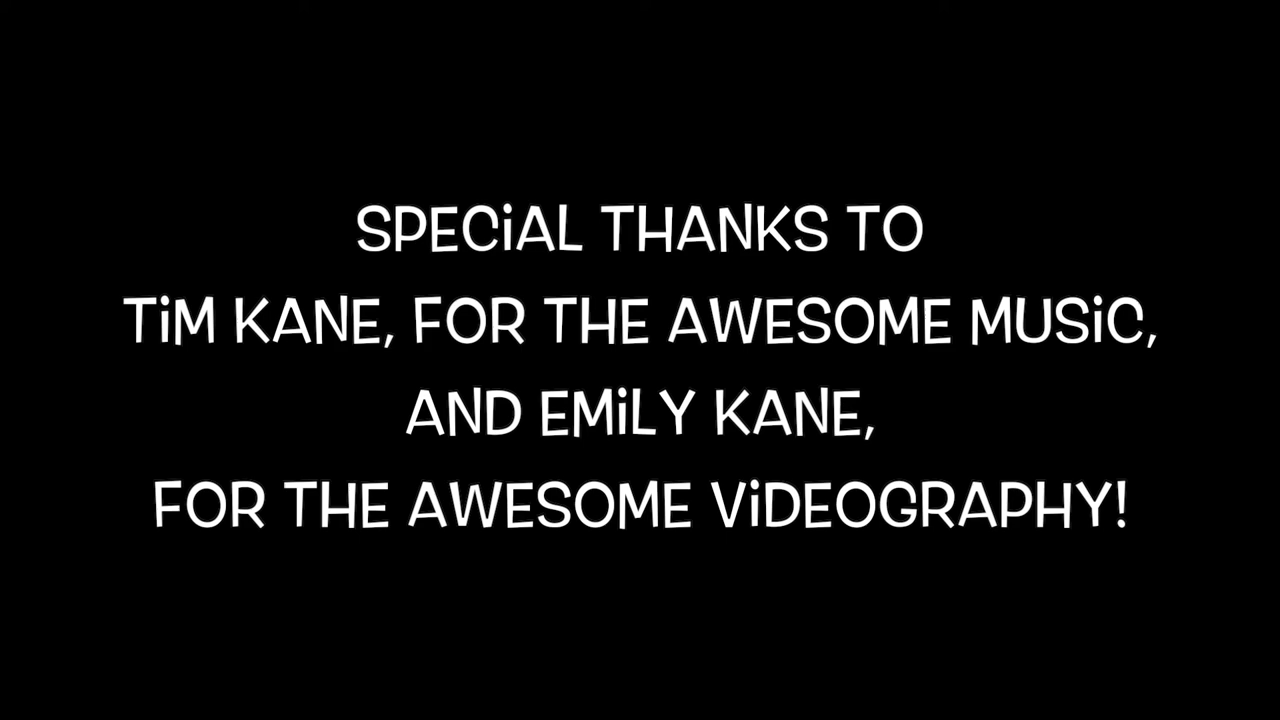 SPECiAL THANKS TO
TiM KANE, FOR THE AWESOME MUSiC,
AND EMiLY KANE,
FOR THE AWESOME ViDEOGRAPHY!